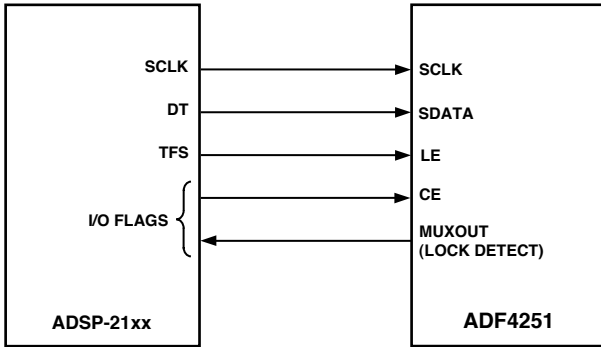 SCLK
DT
TFS
I/O FLAGS
ADSP-21xx
SCLK
SDATA
LE
CE
MUXOUT
(LOCK DETECT)
ADF4251